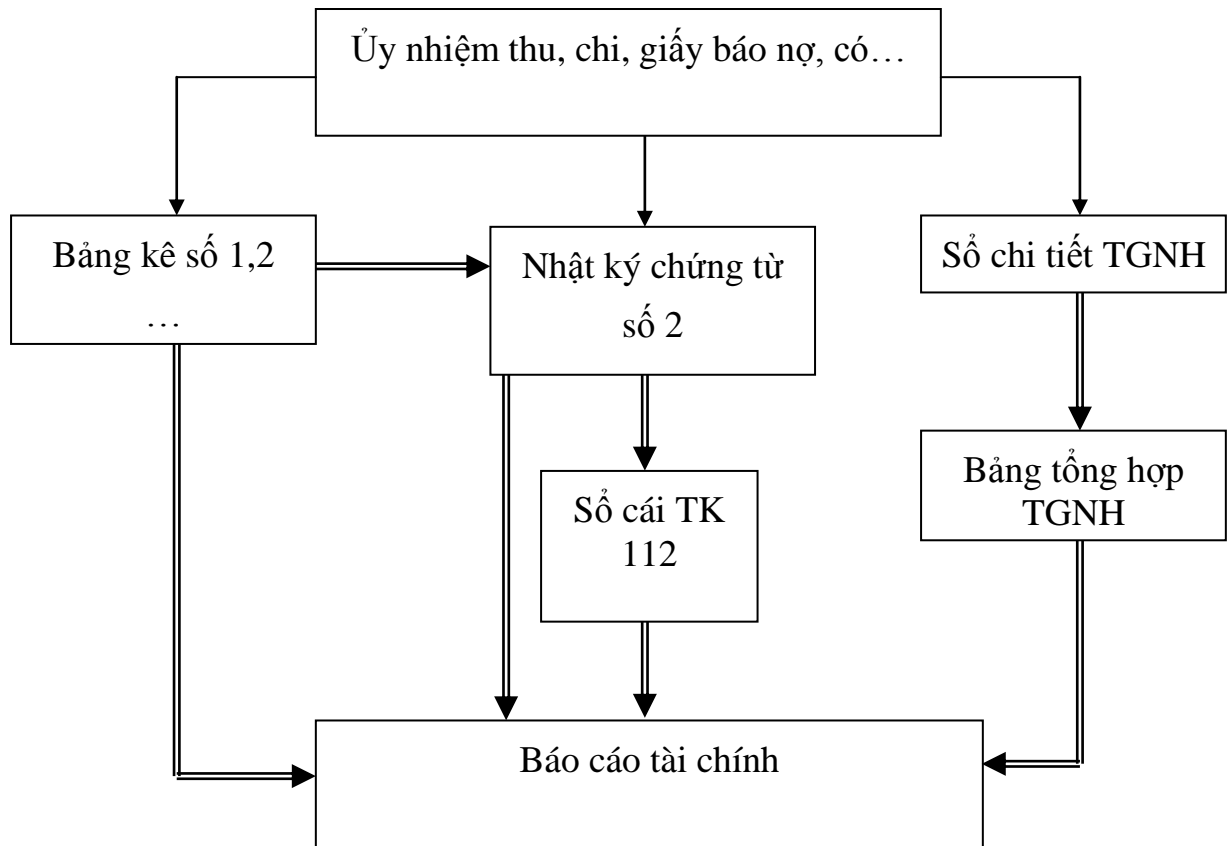 Ủy nhiệm thu, chi, giấy báo nợ, có…
Bảng kê số 1,2
…
Nhật ký chứng từ
số 2
Sổ chi tiết TGNH
Sổ cái TK
112
Bảng tổng hợp
TGNH
Báo cáo tài chính